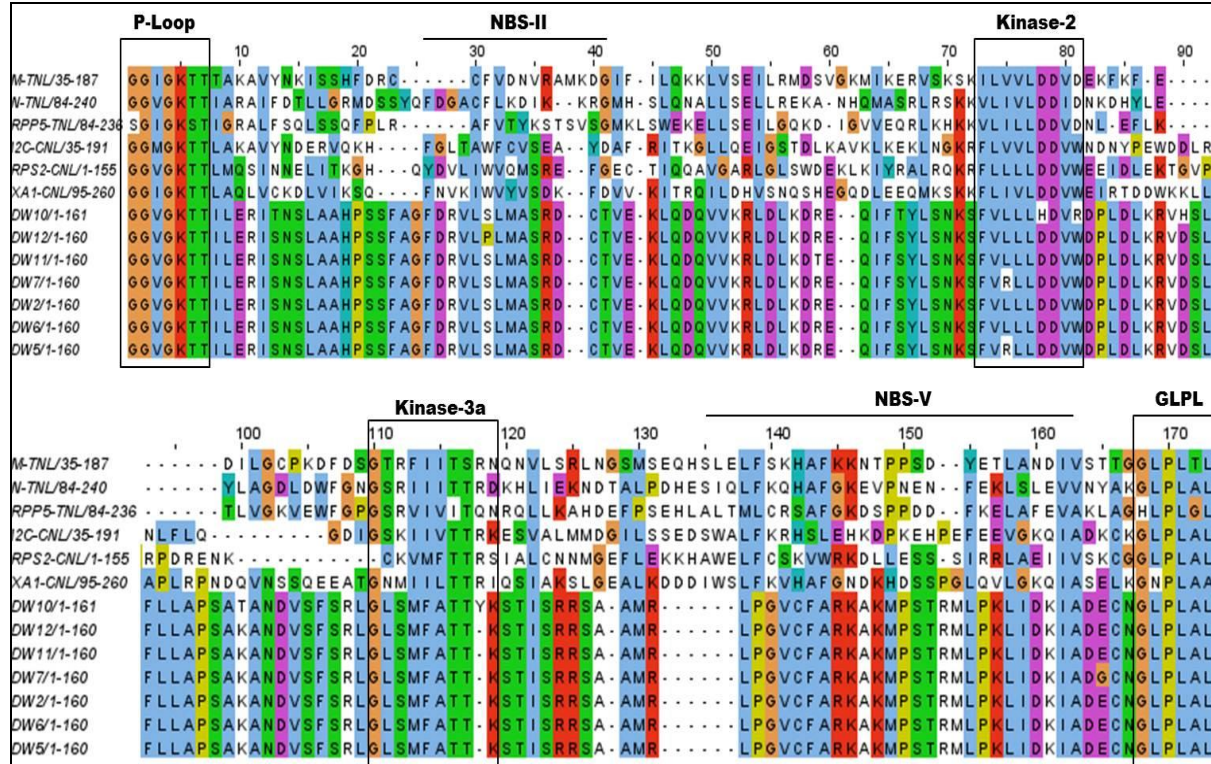 P-Loop NBS-II Kinase-2
10 20 30 40 50 60 70 80 90
M-TNL/35-187 GGIGKTTTAKAVYNKISSHFDRC------CFVDNVRAMKDGIF-ILQKKLVSEILRMDSVGKMIKERVSKSKILVVLDDVDEKFKF-E----
N-TNL/84-240 GGVGKTTIARAIFDTLLGRMDSSYQFDGACFLKDIK--KRGMH-SLQNALLSELLREKA-NHQMASRLRSKKVLIVLDDIDNKDHYLE----
RPP5-TNL/84-236 SGIGKSTIGRALFSQLSSQFPLR------AFVTYKSTSVSGMKLSWEKELLSEILGQKD-IGVVEQRLKHKKVLILLDDVDNL-EFLK----
I2C-CNL/35-191 GGMGKTTLAKAVYNDERVQKH----FGLTAWFCVSEA--YDAF-RITKGLLQEIGSTDLKAVKLKEKLNGKRFLVVLDDVWNDNYPEWDDLR
RPS2-CNL/1-155 GGVGKTTLMQSINNELITKGH--QYDVLIWVQMSRE--FGEC-TIQQAVGARLGLSWDEKLKIYRALRQKRFLLLLDDVWEEIDLEKTGVP
XA1-CNL/95-260 GGIGKTTLAQLVCKDLVIKSQ----FNVKIWVYVSDK--FDVV-KITRQILDHVSNQSHEGQDLEEQMKSKKFLIVLDDVWEIRTDDWKKLL
DW10/1-161 GGVGKTTILERITNSLAAHPSSFAGFDRVLSLMASRD--CTVE-KLQDQVVKRLDLKDRE--QIFTYLSNKSFVLLLHDVRDPLDLKRVHSL
DW12/1-160 GGVGKTTILERISNSLAAHPSSFAGFDRVLPLMASRD--CTVE-KLQDQVVKRLDLKDRE--QIFSYLSNKSFVLLLDDVWDPLDLKRVDSL
DW11/1-160 GGVGKTTILERISNSLAAHPSSFAGFDRVLSLMASRD--CTVE-KLQDQVVKRLDLKDTE--QIFSYLSNKSFVLLLDDVWDPLDLKRVDSL
DW7/1-160 GGVGKTTILERISNSLAAHPSSFAGFDRVLSLMASRD--CTVE-KLQDQVVKRLDLKDRE--QIFSYLSNKSFVRLLDDVWDPLDLKRVDSL
DW2/1-160 GGVGKTTILERISNSLAAHPSSFAGFDRVLSLMASRD--CTVE-KLQDQVVKRLDLKDRE--QIFSYLSNKSFVLLLDDVWDPLDLKRVDSL
DW6/1-160 GGVGKTTILERISNSLAAHPSSFAGFDRVLSLMASRD--CTVE-KLQDQVVKRLDLKDRE--QIFSYLSNKSFVLLLDDVWDPLDLKRVDSL
DW5/1-160 GGVGKTTILERISNSLAAHPSSFAGFDRVLSLMASRD--CTVE-KLQDQVVKRLDLKDRE--QIFSYLSNKSFVRLLDDVWDPLDLKRVDSL
Kinase-3a NBS-V GLPL
100 110 120 130 140 150 160 170
M-TNL/35-187 ------DILGCPKDFDSGTRFIITSRNQNVLSRLNGSMSEQHSLELFSKHAFKKNTPPSD--YETLANDIVSTTGGLPLTL
N-TNL/84-240 ------YLAGDLDWFGNGSRIIITTRDKHLIEKNDTALPDHESIQLFKQHAFGKEVPNEN--FEKLSLEVVNYAKGLPLAL
RPP5-TNL/84-236 ------TLVGKVEWFGPGSRVIVITQNRQLLKAHDEFPSEHLALTMLCRSAFGKDSPPDD--FKELAFEVAKLAGHLPLGL
I2C-CNL/35-191 NLFLQ---------GDIGSKIIVTTRKESVALMMDGILSSEDSWALFKRHSLEHKDPKEHPEFEEVGKQIADKCKGLPLAL
RPS2-CNL/1-155 RPDRENK-----------CKVMFTTRSIALCNNMGEFLEKKHAWELFCSKVWRKDLLESS-SIRRLAEIIVSKCGGLPLAL
XA1-CNL/95-260 APLRPNDQVNSSQEEATGNMIILTTRIQSIAKSLGEALKDDDIWSLFKVHAFGNDKHDSSPGLQVLGKQIASELKGNPLAA
DW10/1-161 FLLAPSATANDVSFSRLGLSMFATTYKSTISRRSA-AMR------LPGVCFARKAKMPSTRMLPKLIDKIADECNGLPLAL
DW12/1-160 FLLAPSAKANDVSFSRLGLSMFATT-KSTISRRSA-AMR------LPGVCFARKAKMPSTRMLPKLIDKIADECNGLPLAL
DW11/1-160 FLLAPSAKANDVSFSRLGLSMFATT-KSTISRRSA-AMR------LPGVCFARKAKMPSTRMLPKLIDKIADECNGLPLAL
DW7/1-160 FLLAPSAKANDVSFSRLGLSMFATT-KSTISRRSA-AMR------LPGVCFARKAKMPSTRMLPKLIDKIADGCNGLPLAL
DW2/1-160 FLLAPSAKANDVSFSRLGLSMFATT-KSTISRRSA-AMR------LPGVCFARKAKMPSTRMLPKLIDKIADECNGLPLAL
DW6/1-160 FLLAPSAKANDVSFSRLGLSMFATT-KSTISRRSA-AMR------LPGVCFARKAKMPSTRMLPKLIDKIADECNGLPLAL
DW5/1-160 FLLAPSAKANDVSFSRLGLSMFATT-KSTISRRSA-AMR------LPGVCFARKAKMPSTRMLPKLIDKIADECNGLPLAL